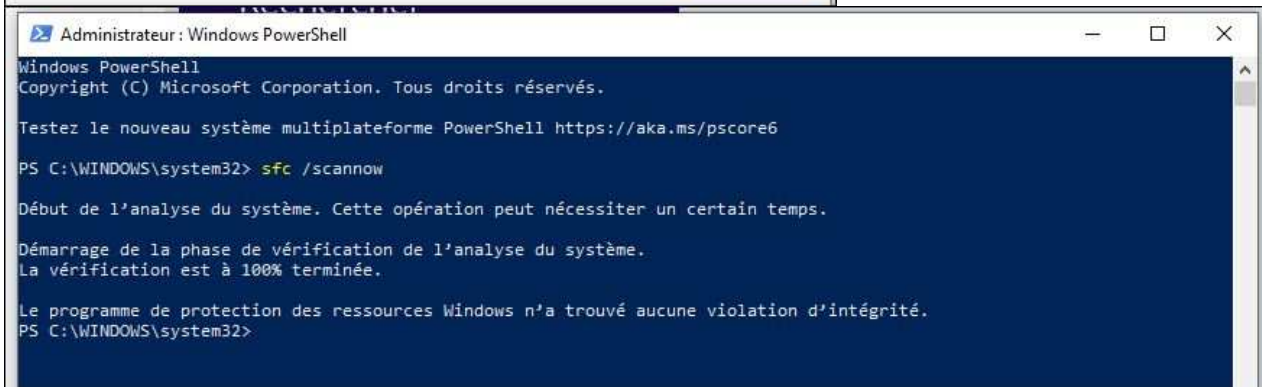 Administrateur : Windows PowerShell
Windows PowerShell
Copyright (C) Microsoft Corporation. Tous droits réservés.
Testez le nouveau système multiplateforme PowerShell https://aka.ms/pscore6
PS C:\WINDOWS\system32> sfc /scannow
Début de l’analyse du système. Cette opération peut nécessiter un certain temps.
Démarrage de la phase de vérification de l’analyse du système.
La vérification est à 100% terminée.
Le programme de protection des ressources Windows n’a trouvé aucune violation d’intégrité.
PS C:\WINDOWS\system32>